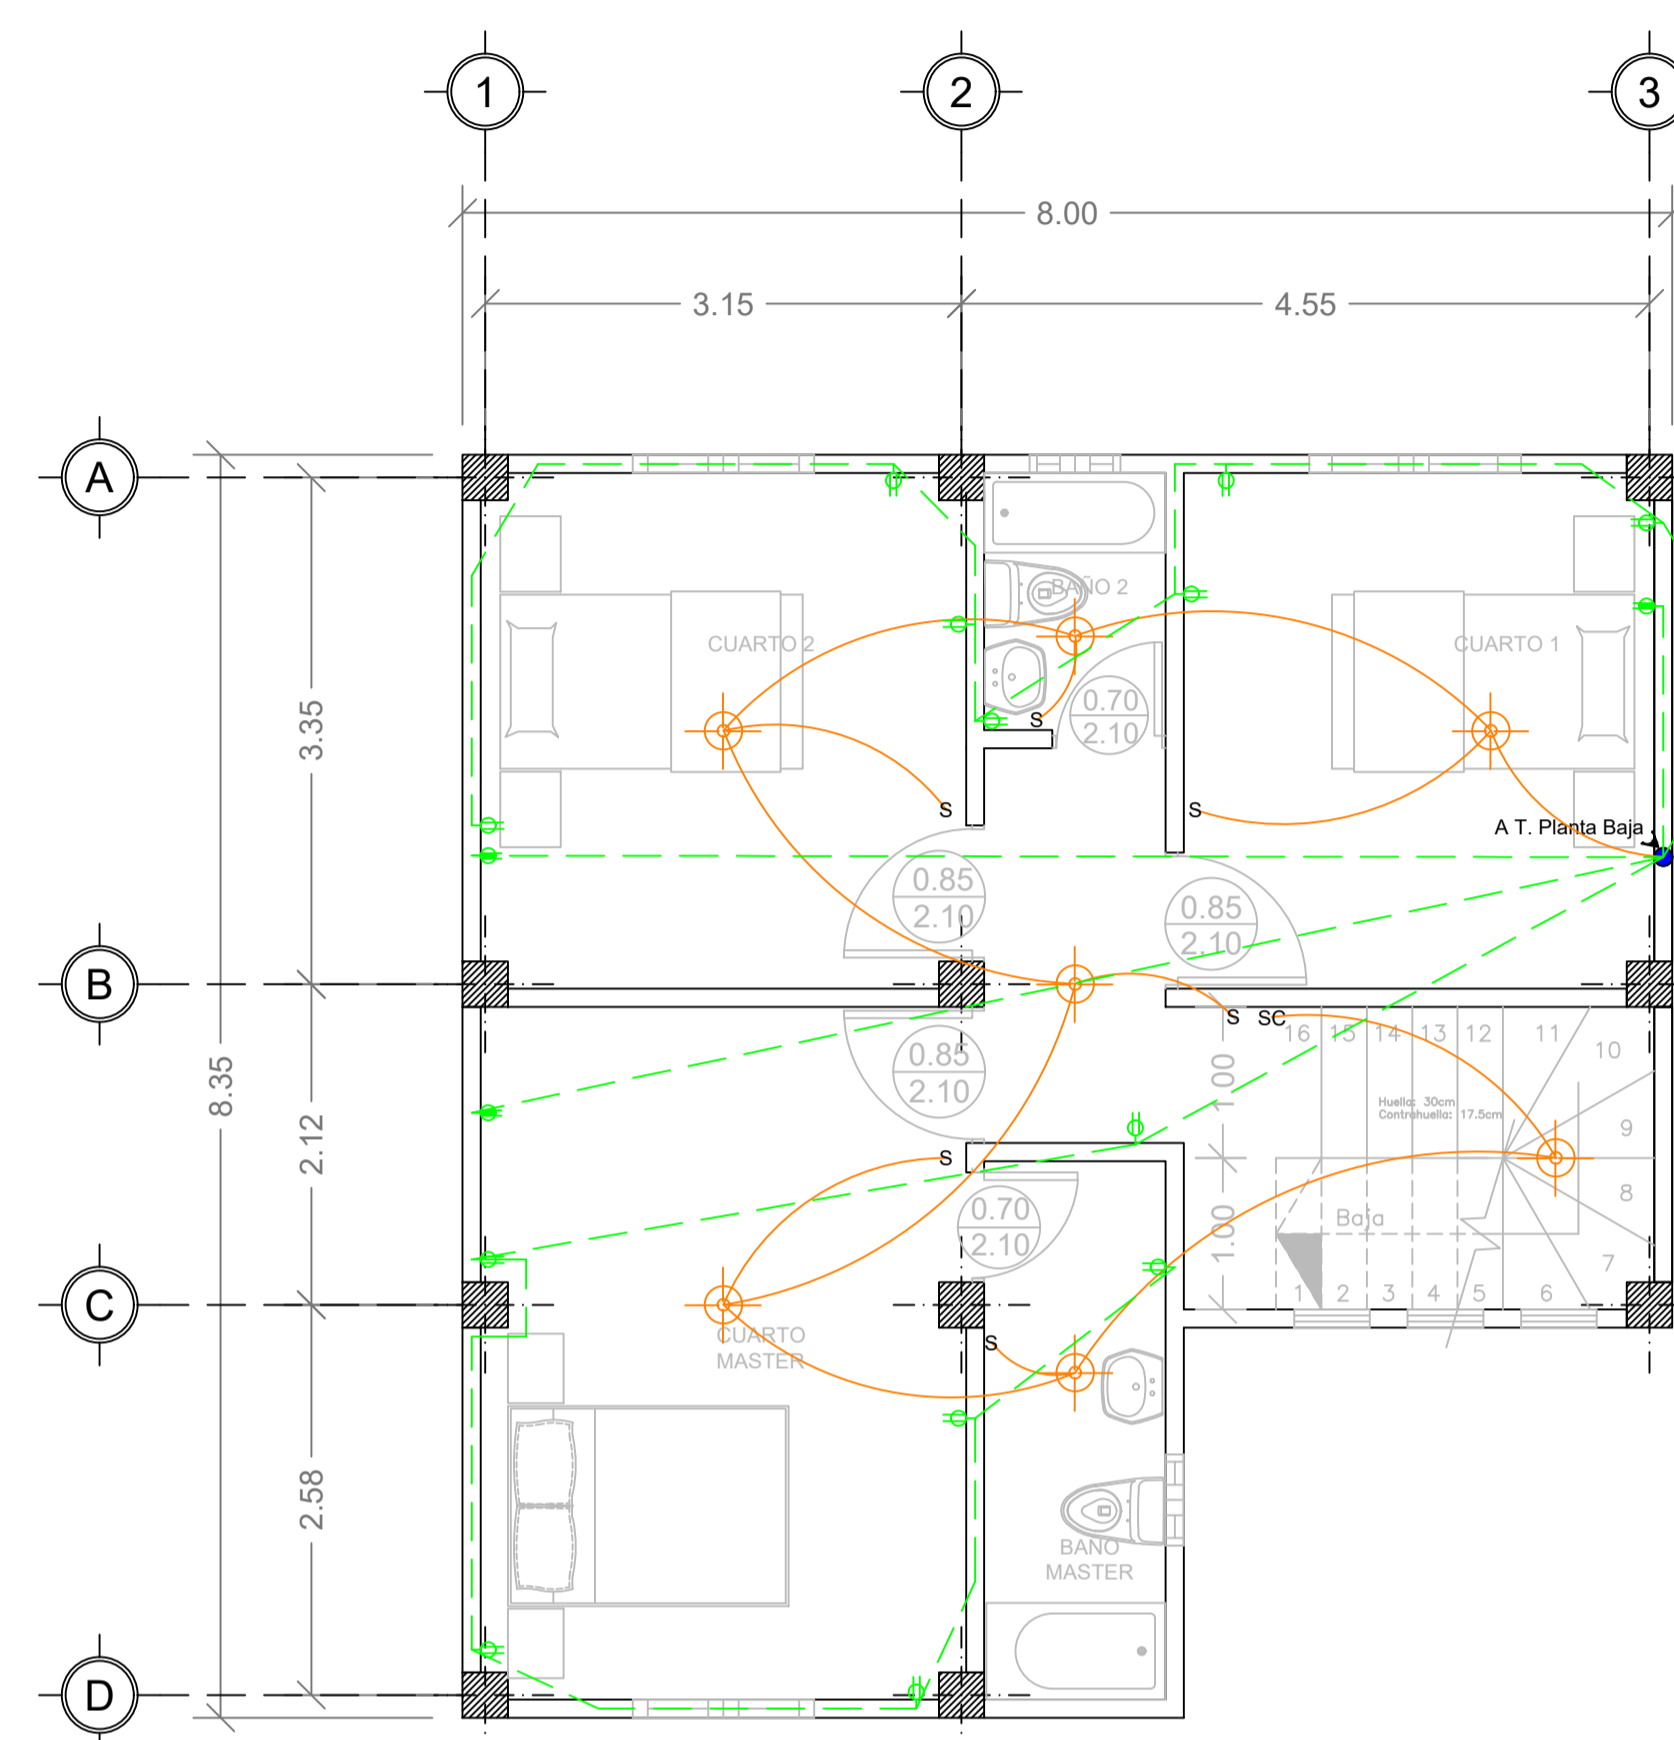 1
2
3
8.00
3.15
4.55
A
BAÑO 2
CUARTO 2
CUARTO 1
0.70
2.10
S
3.35
S
S
A T. Planta Baja
0.85
2.10
0.85
2.10
B
S
SC
16
15
14
13
12
11
10
0.85
2.10
1.00
8.35
Huella: 30cm
Contrahuella: 17.5cm
9
2.12
S
8
0.70
2.10
1.00
Baja
7
1
2
3
4
5
6
C
CUARTO
MASTER
S
2.58
BAÑO
MASTER
D